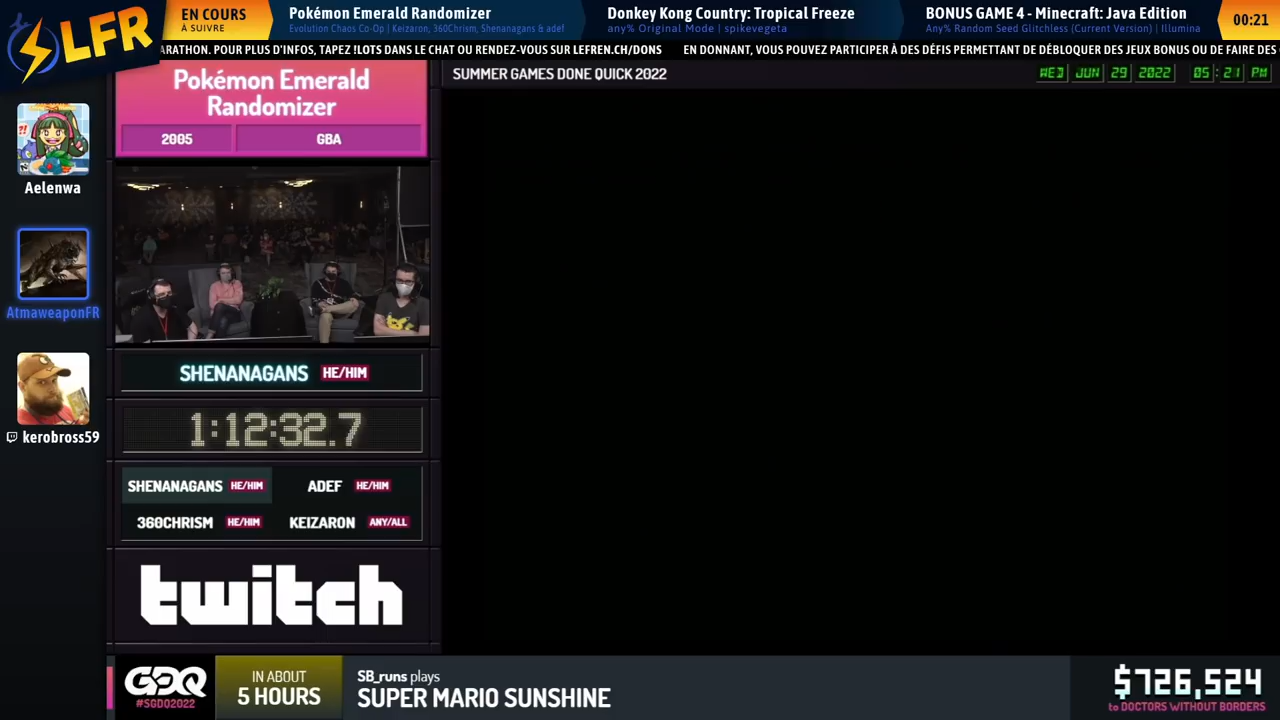 LFR
EN COURS
À SUIVRE
Pokémon Emerald Randomizer
Evolution Chaos Co-Op | Keizaron, 360Chrism, Shenanagans & adef
Donkey Kong Country: Tropical Freeze
any% Original Mode | spikevegeta
BONUS GAME 4 - Minecraft: Java Edition
Any% Random Seed Glitchless (Current Version) | Illumina
00:21
ARATHON. POUR PLUS D'INFOS, TAPEZ !LOTS DANS LE CHAT OU RENDEZ-VOUS SUR LEFREN.CH/DONS
EN DONNANT, VOUS POUVEZ PARTICIPER À DES DÉFIS PERMETTANT DE DÉBLOQUER DES JEUX BONUS OU DE FAIRE DES
Pokémon Emerald
Randomizer
2005
GBA
SUMMER GAMES DONE QUICK 2022
WED JUN 29 2022 05:21 PM
Aelenwa
AtmaweaponFR
kerobross59
SHENANAGANS HE/HIM
1:12:32.7
SHENANAGANS HE/HIM
ADEF HE/HIM
360CHRISM HE/HIM
KEIZARON ANY/ALL
twitch
GDQ
#SGDQ2022
IN ABOUT
5 HOURS
SB_runs plays
SUPER MARIO SUNSHINE
$726,524
to DOCTORS WITHOUT BORDERS